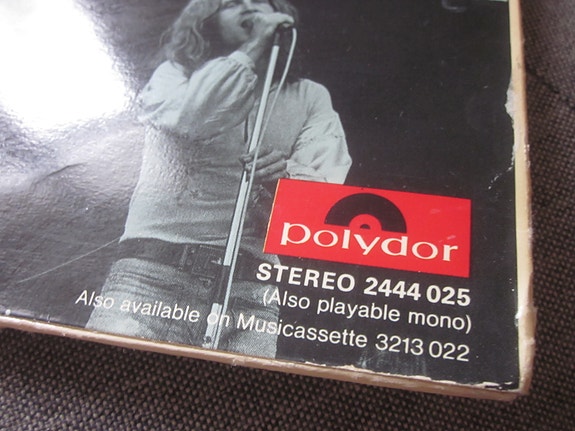 polydor
STEREO 2444 025
(Also playable mono)
Also available on Musicassette 3213 022